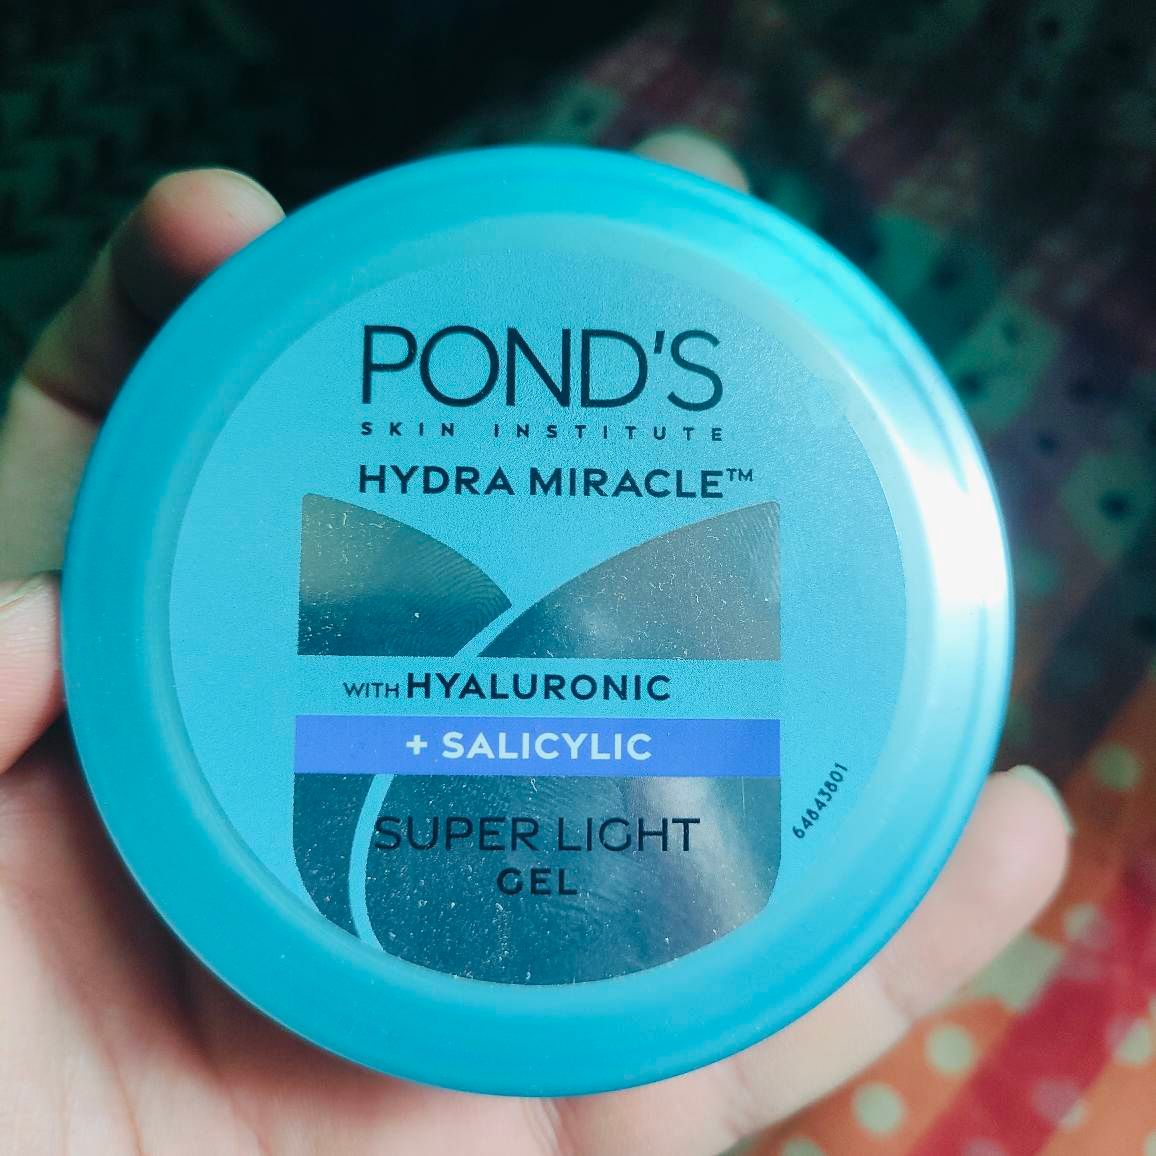 POND'S
SKIN INSTITUTE
HYDRA MIRACLE™
WITH HYALURONIC
+ SALICYLIC
SUPER LIGHT
GEL
64643801